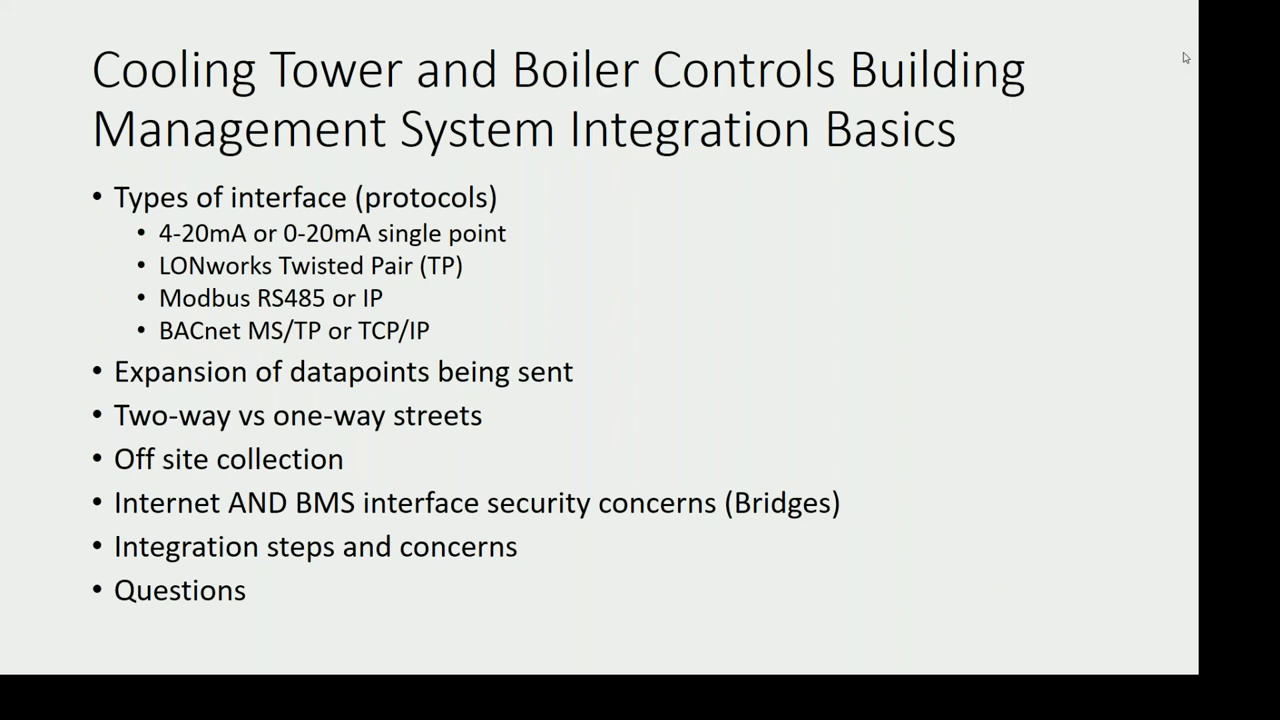 Cooling Tower and Boiler Controls Building
Management System Integration Basics
• Types of interface (protocols)
• 4-20mA or 0-20mA single point
• LONworks Twisted Pair (TP)
• Modbus RS485 or IP
• BACnet MS/TP or TCP/IP
• Expansion of datapoints being sent
• Two-way vs one-way streets
• Off site collection
• Internet AND BMS interface security concerns (Bridges)
• Integration steps and concerns
• Questions